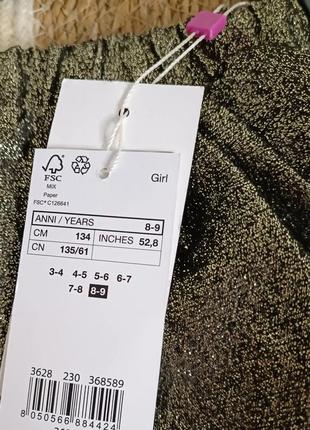 FSC
MIX
Paper
FSC® C126641
Girl
ANNI / YEARS 8-9
CM 134 INCHES 52,8
CN 135/61
3-4 4-5 5-6 6-7
7-8 8-9
3628 230 368589
8 050566 884424